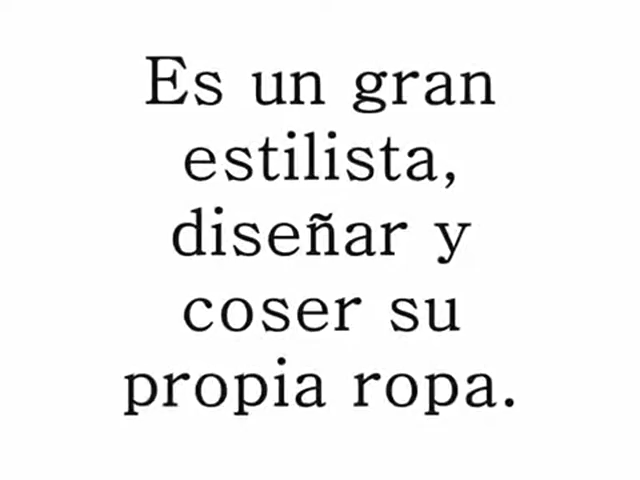 Es un gran
estilista,
diseñar y
coser su
propia ropa.